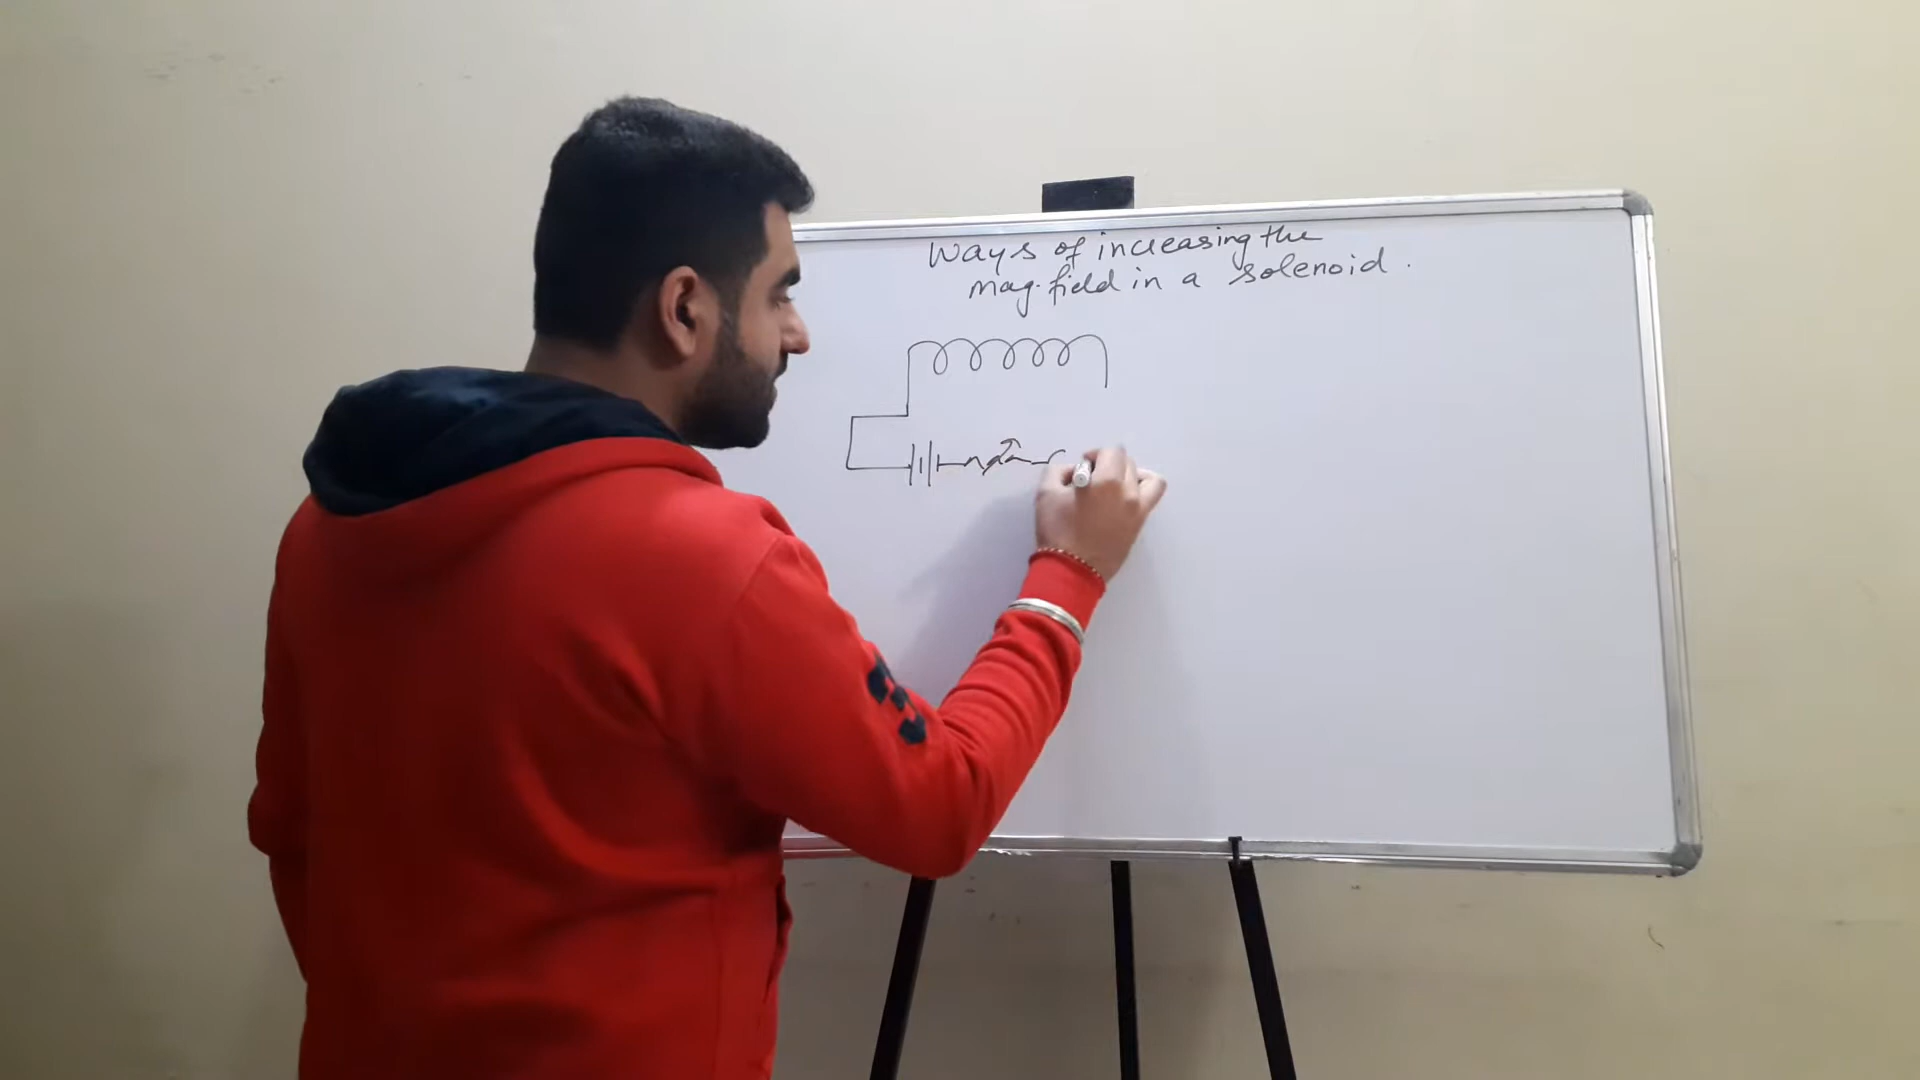 Ways of increasing the
mag. field in a solenoid.